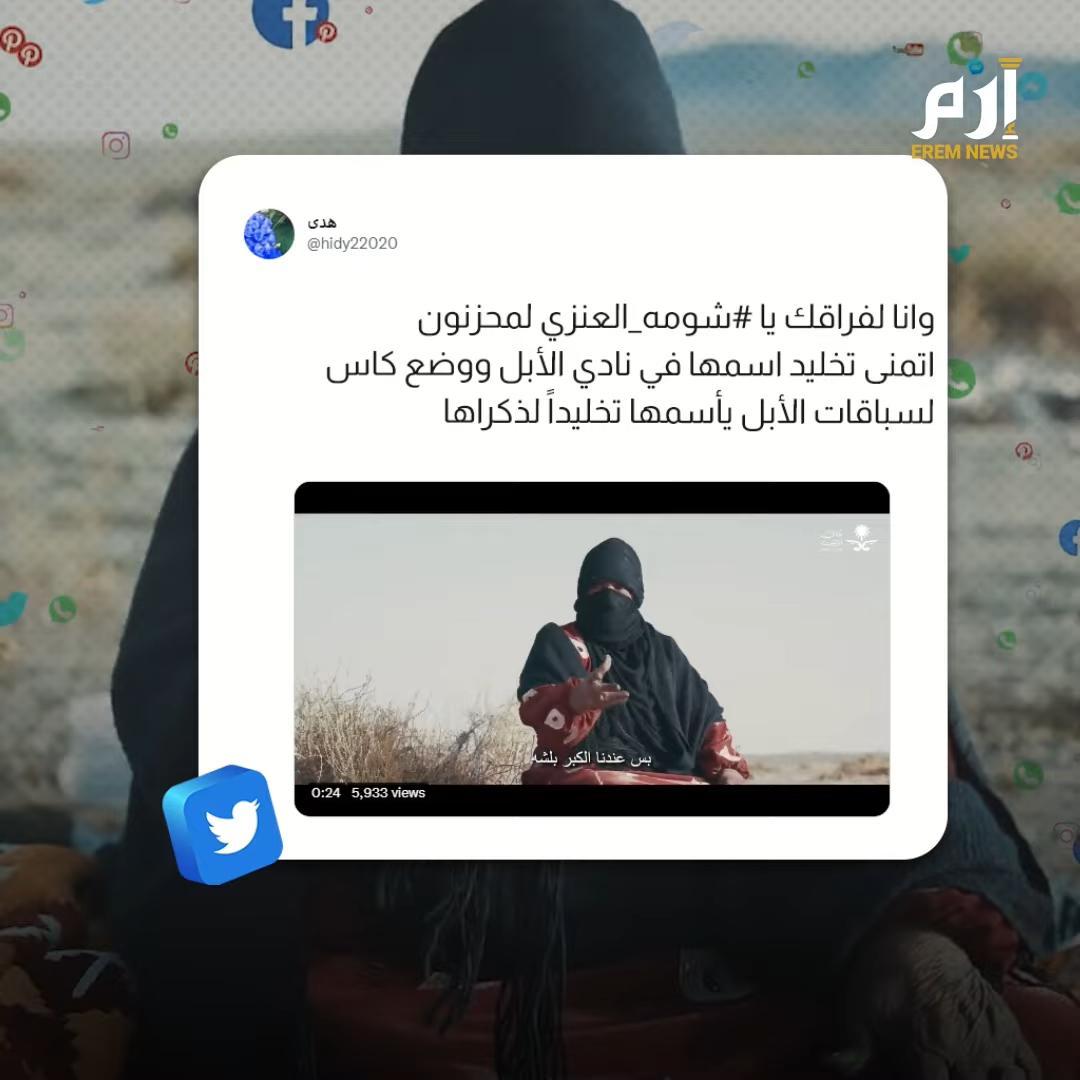 إرم
EREM NEWS
هدى
@hidy22020
وانا لفراقك يا #شومه_العنزي لمحزنون
اتمنى تخليد اسمها في نادي الأبل ووضع كاس
لسباقات الأبل يأسمها تخليداً لذكراها
بس عندنا الكبر بلشه
0:24 5,933 views